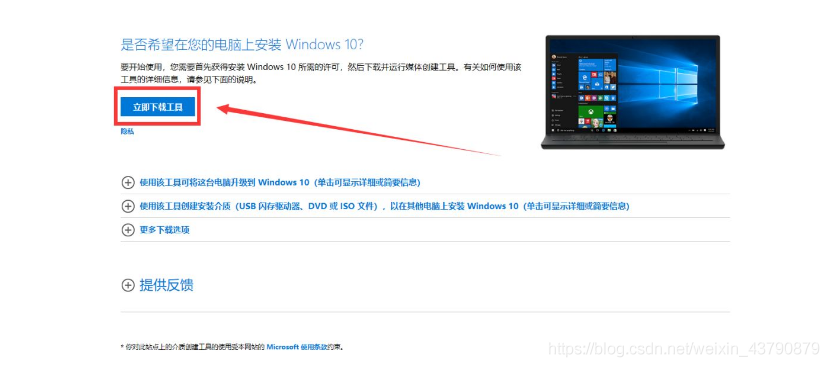 是否希望在您的电脑上安装 Windows 10？
要开始使用，您需要首先获得安装 Windows 10 所需的许可，然后下载并运行媒体创建工具。有关如何使用该
工具的详细信息，请参见下面的说明。
立即下载工具
隐私
使用该工具可将这台电脑升级到 Windows 10（单击可显示详细或简要信息）
使用该工具创建安装介质（USB 闪存驱动器、DVD 或 ISO 文件），以在其他电脑上安装 Windows 10（单击可显示详细或简要信息）
更多下载选项
提供反馈
* 你对此站点上的介质创建工具的使用受本网站的 Microsoft 使用条款约束。
https://blog.csdn.net/weixin_43790879